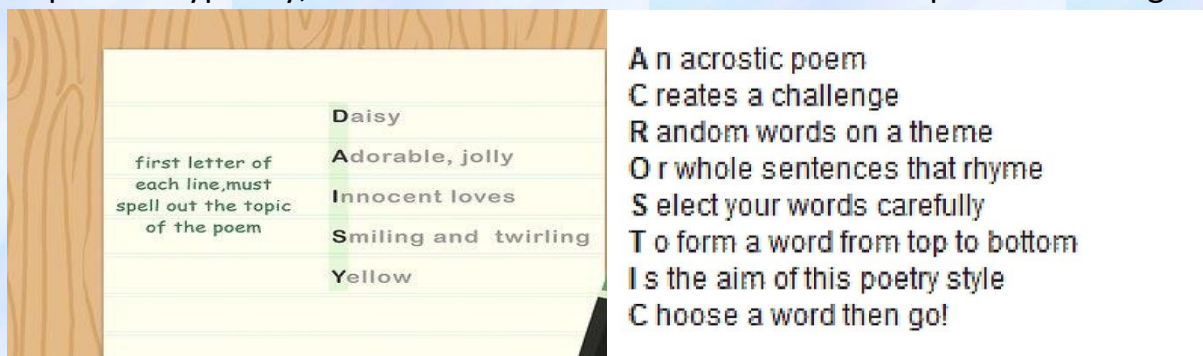 first letter of
each line,must
spell out the topic
of the poem
Daisy
Adorable, jolly
Innocent loves
Smiling and twirling
Yellow
A n acrostic poem
C reates a challenge
R andom words on a theme
O r whole sentences that rhyme
S elect your words carefully
T o form a word from top to bottom
I s the aim of this poetry style
C hoose a word then go!